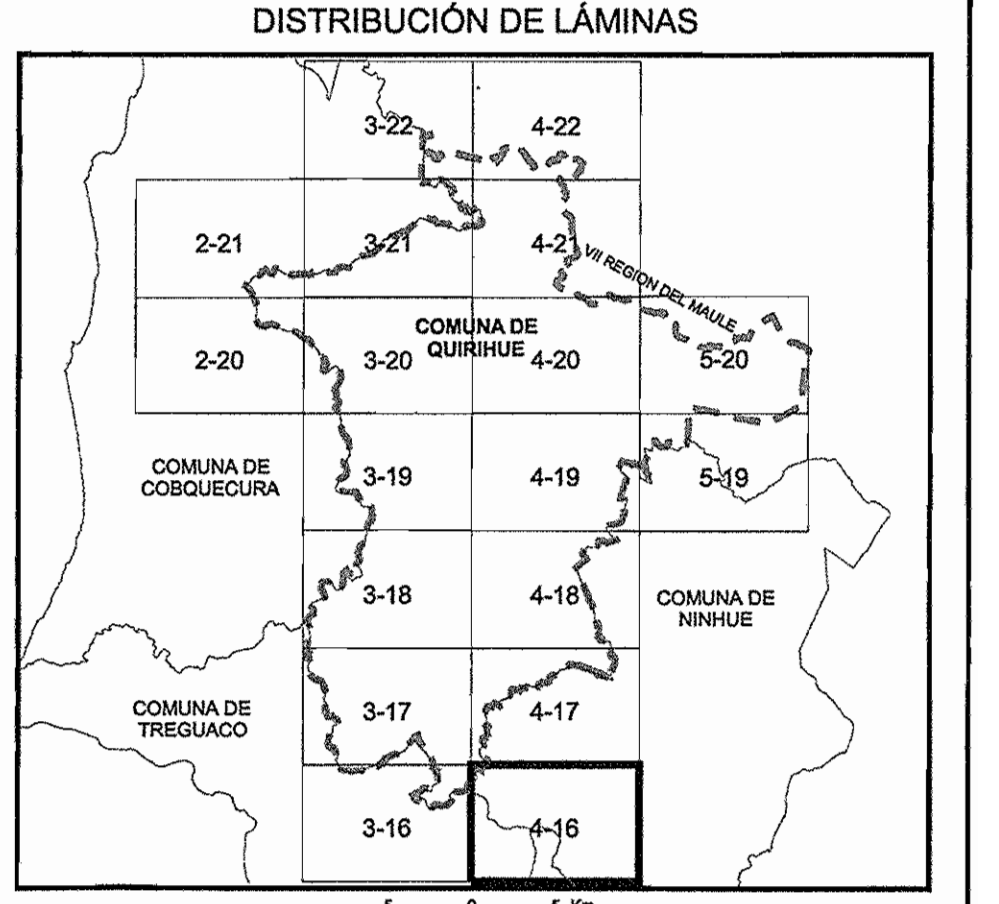 DISTRIBUCIÓN DE LÁMINAS
3-22
4-22
2-21
3-21
4-21
VII REGION DEL MAULE
COMUNA DE
QUIRIHUE
2-20
3-20
4-20
5-20
COMUNA DE
COBQUECURA
3-19
4-19
5-19
3-18
4-18
COMUNA DE
NINHUE
COMUNA DE
TREGUACO
3-17
4-17
3-16
4-16
5 0 5 Km